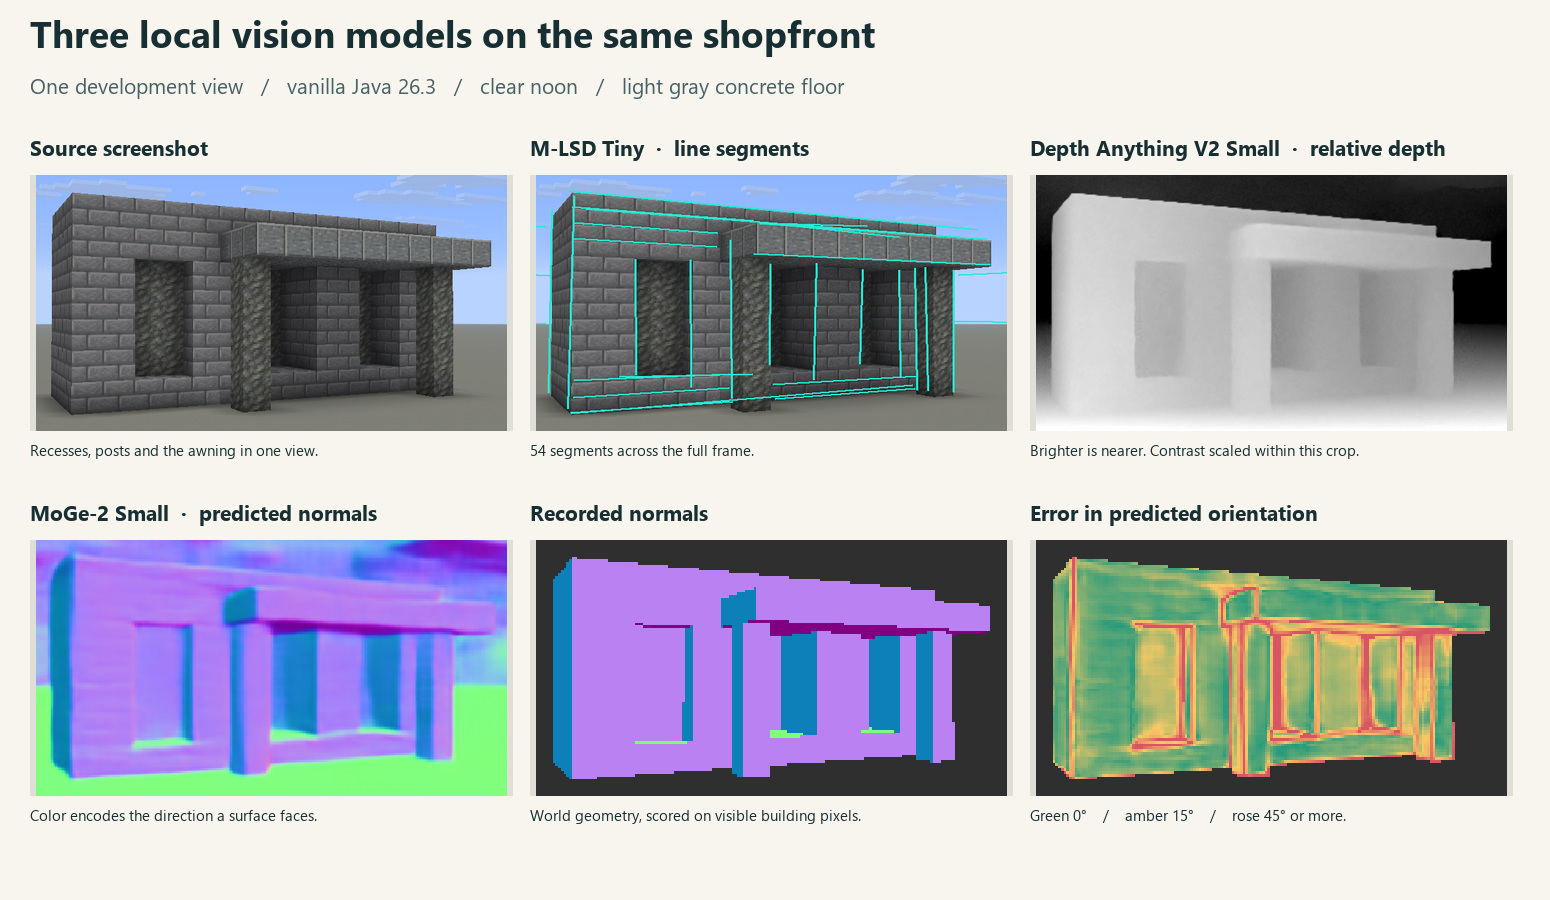 Three local vision models on the same shopfront
One development view / vanilla Java 26.3 / clear noon / light gray concrete floor
Source screenshot
M-LSD Tiny · line segments
Depth Anything V2 Small · relative depth
Recesses, posts and the awning in one view.
54 segments across the full frame.
Brighter is nearer. Contrast scaled within this crop.
MoGe-2 Small · predicted normals
Recorded normals
Error in predicted orientation
Color encodes the direction a surface faces.
World geometry, scored on visible building pixels.
Green 0° / amber 15° / rose 45° or more.